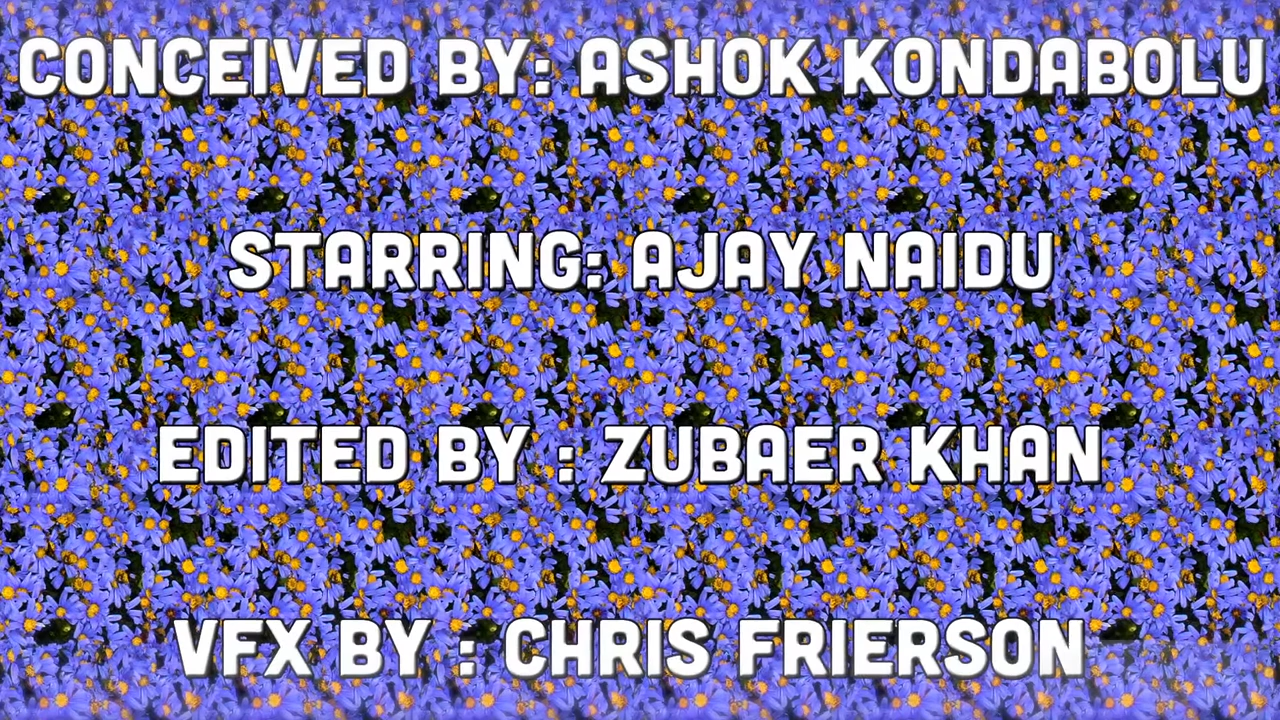 CONCEIVED BY: ASHOK KONDABOLU
STARRING: AJAY NAIDU
EDITED BY : ZUBAER KHAN
VFX BY : CHRIS FRIERSON